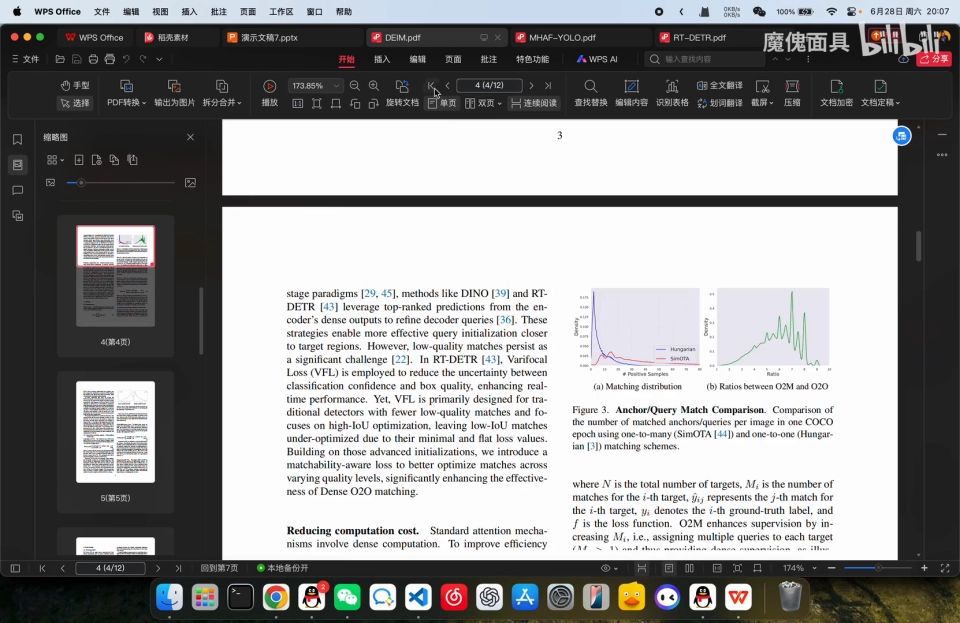 WPS Office 文件 编辑 视图 插入 批注 页面 工作区 窗口 帮助
0KB/s
0KB/s
100%
6月28日 周六 20:07
WPS Office 稻壳素材 演示文稿7.pptx DEIM.pdf MHAF-YOLO.pdf RT-DETR.pdf
魔傀面具 bilibili
文件 开始 插入 编辑 页面 批注 特色功能 WPS AI 输入查找内容 分享
手型 173.85% 4 (4/12) 全文翻译
选择 PDF转换 输出为图片 拆分合并 播放 旋转文档 单页 双页 连续阅读 查找替换 编辑内容 识别表格 划词翻译 截屏 压缩 文档加密 文档定稿
缩略图
4(第4页)
5(第5页)
3
stage paradigms [29, 45], methods like DINO [39] and RT-
DETR [43] leverage top-ranked predictions from the en-
coder's dense outputs to refine decoder queries [36]. These
strategies enable more effective query initialization closer
to target regions. However, low-quality matches persist as
a significant challenge [22]. In RT-DETR [43], Varifocal
Loss (VFL) is employed to reduce the uncertainty between
classification confidence and box quality, enhancing real-
time performance. Yet, VFL is primarily designed for tra-
ditional detectors with fewer low-quality matches and fo-
cuses on high-IoU optimization, leaving low-IoU matches
under-optimized due to their minimal and flat loss values.
Building on those advanced initializations, we introduce a
matchability-aware loss to better optimize matches across
varying quality levels, significantly enhancing the effective-
ness of Dense O2O matching.
Reducing computation cost. Standard attention mecha-
nisms involve dense computation. To improve efficiency
Density
Hungarian
SimOTA
# Positive Samples
Density
Ratio
(a) Matching distribution
(b) Ratios between O2M and O2O
Figure 3. Anchor/Query Match Comparison. Comparison of
the number of matched anchors/queries per image in one COCO
epoch using one-to-many (SimOTA [44]) and one-to-one (Hungar-
ian [3]) matching schemes.
where N is the total number of targets, Mᵢ is the number of
matches for the i-th target, ŷᵢⱼ represents the j-th match for
the i-th target, yᵢ denotes the i-th ground-truth label, and
f is the loss function. O2M enhances supervision by in-
creasing Mᵢ, i.e., assigning multiple queries to each target
(Mᵢ > 1) and thus providing dense supervision, as illus-
4 (4/12) 回到第7页 本地备份开 174%
2